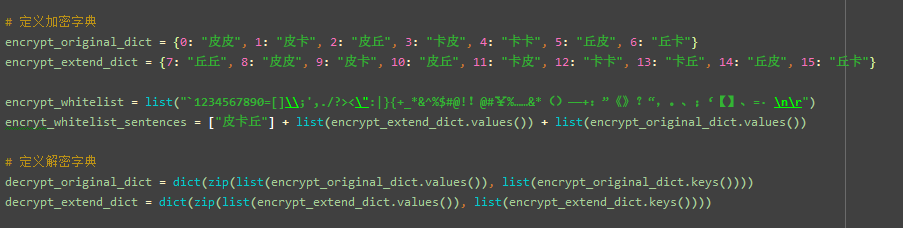 # 定义加密字典
encrypt_original_dict = {0: "皮皮", 1: "皮卡", 2: "皮丘", 3: "卡皮", 4: "卡卡", 5: "丘皮", 6: "丘卡"}
encrypt_extend_dict = {7: "丘丘", 8: "皮皮", 9: "皮卡", 10: "皮丘", 11: "卡皮", 12: "卡卡", 13: "卡丘", 14: "丘皮", 15: "丘卡"}
encrypt_whitelist = list("`1234567890=[]\\;',./?><\":|}{+_*&^%$#@!！@#￥%……&*（）——+：”《》？“，。、；‘【】、=- \n\r")
encryt_whitelist_sentences = ["皮卡丘"] + list(encrypt_extend_dict.values()) + list(encrypt_original_dict.values())
# 定义解密字典
decrypt_original_dict = dict(zip(list(encrypt_original_dict.values()), list(encrypt_original_dict.keys())))
decrypt_extend_dict = dict(zip(list(encrypt_extend_dict.values()), list(encrypt_extend_dict.keys())))